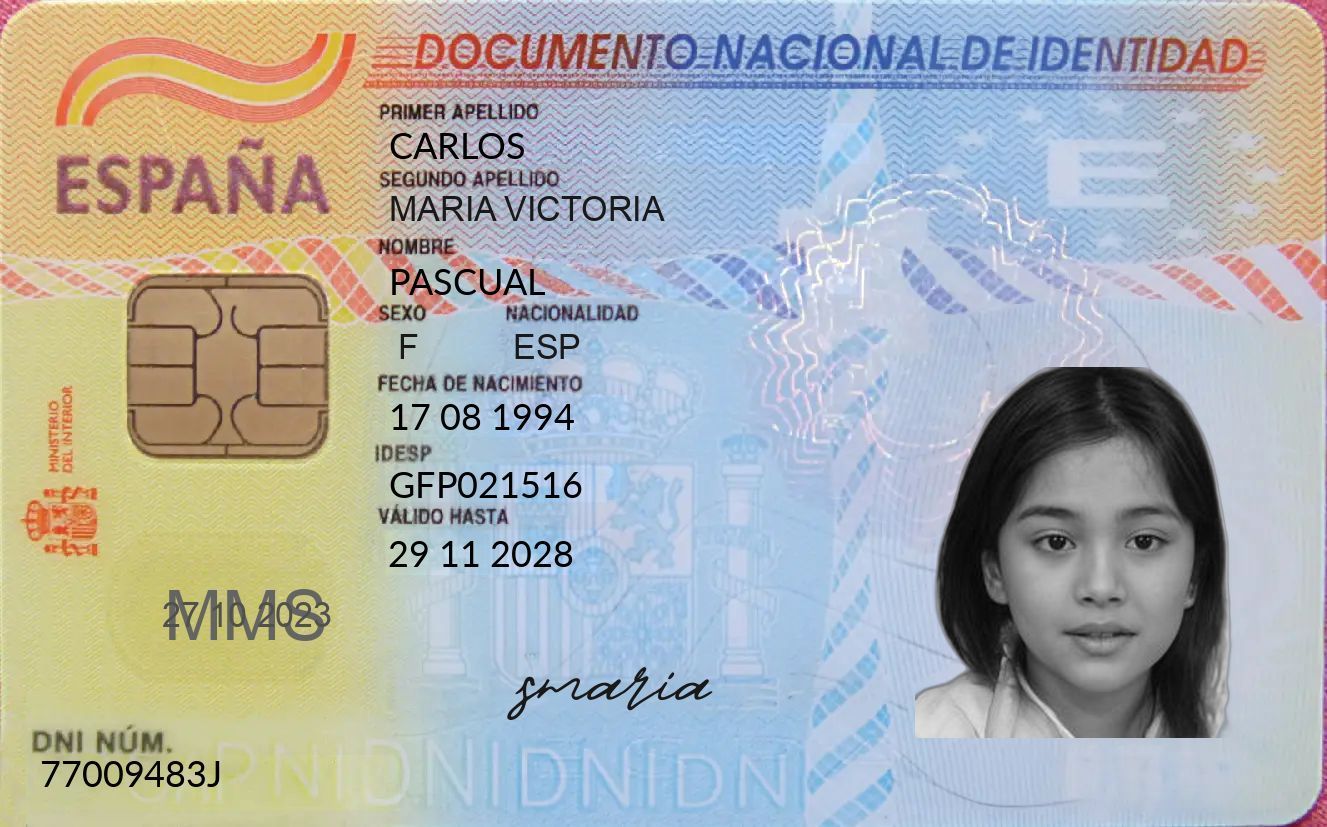 DOCUMENTO NACIONAL DE IDENTIDAD
ESPAÑA
PRIMER APELLIDO
CARLOS
SEGUNDO APELLIDO
MARIA VICTORIA
NOMBRE
PASCUAL
SEXO NACIONALIDAD
F ESP
FECHA DE NACIMIENTO
17 08 1994
IDESP
GFP021516
VÁLIDO HASTA
29 11 2028
MINISTERIO
DEL INTERIOR
E
MMS
27 10 2023
smaria
DNI NÚM.
77009483J